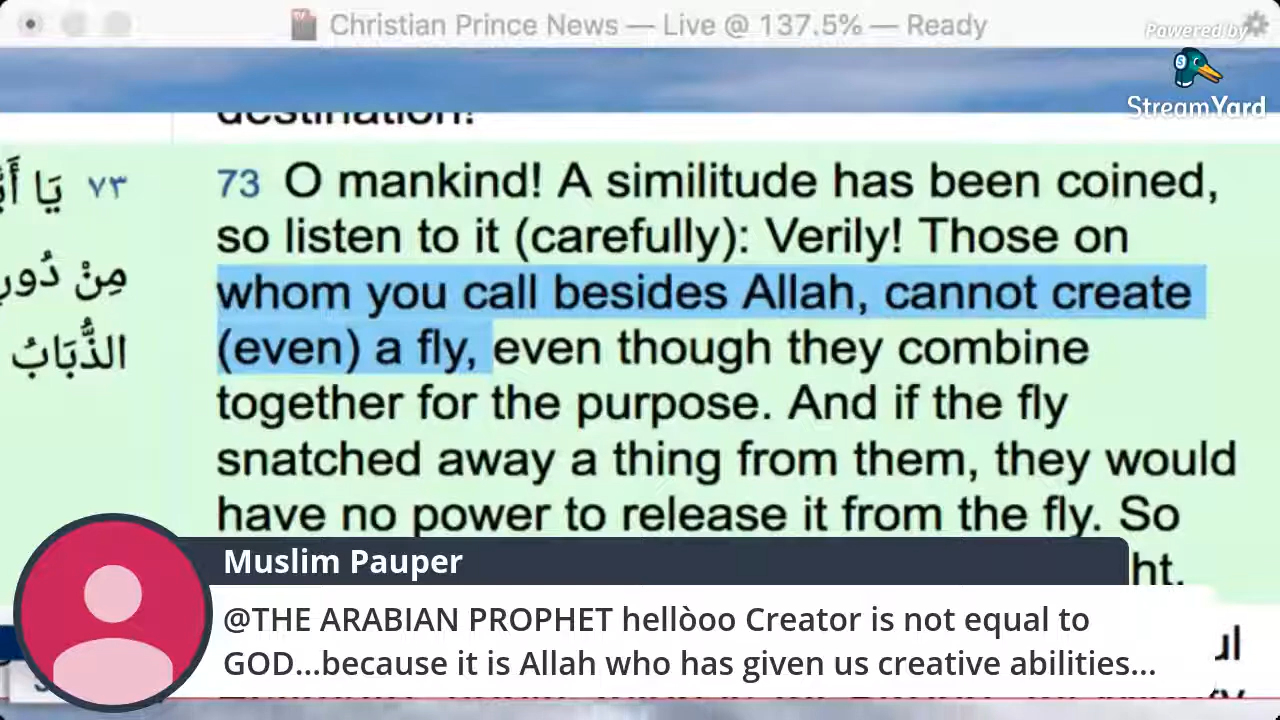 Christian Prince News — Live @ 137.5% — Ready
Powered by
StreamYard
destination!
٧٣ يَا
73 O mankind! A similitude has been coined,
so listen to it (carefully): Verily! Those on
مِنْ
whom you call besides Allah, cannot create
الذُّبَابُ
(even) a fly, even though they combine
together for the purpose. And if the fly
snatched away a thing from them, they would
have no power to release it from the fly. So
Muslim Pauper
@THE ARABIAN PROPHET hellòoo Creator is not equal to
GOD...because it is Allah who has given us creative abilities...